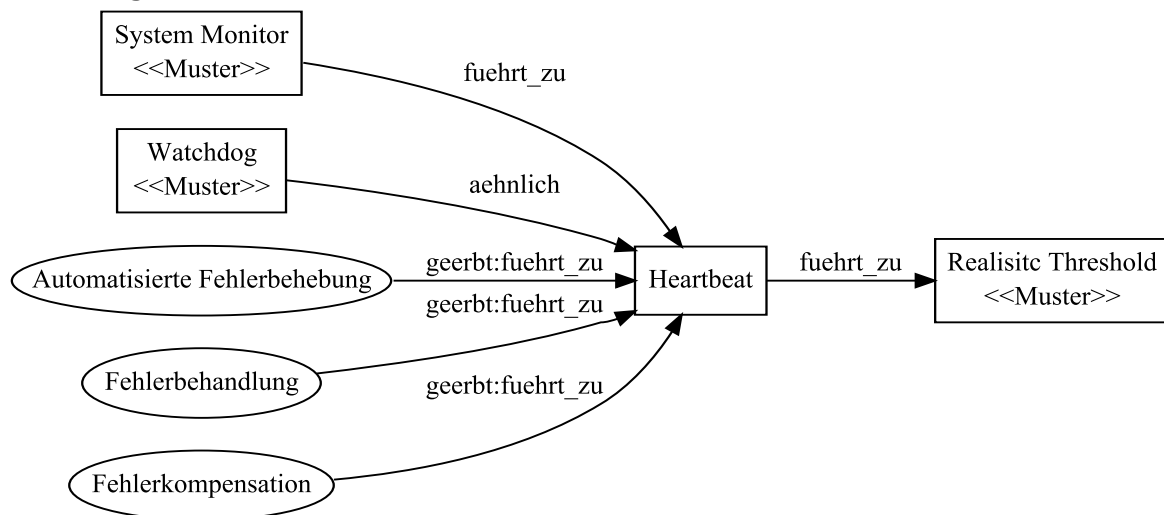 System Monitor
<<Muster>>
fuehrt_zu
Watchdog
<<Muster>>
aehnlich
Automatisierte Fehlerbehebung
geerbt:fuehrt_zu
Heartbeat
fuehrt_zu
Realisitc Threshold
<<Muster>>
geerbt:fuehrt_zu
Fehlerbehandlung
geerbt:fuehrt_zu
Fehlerkompensation